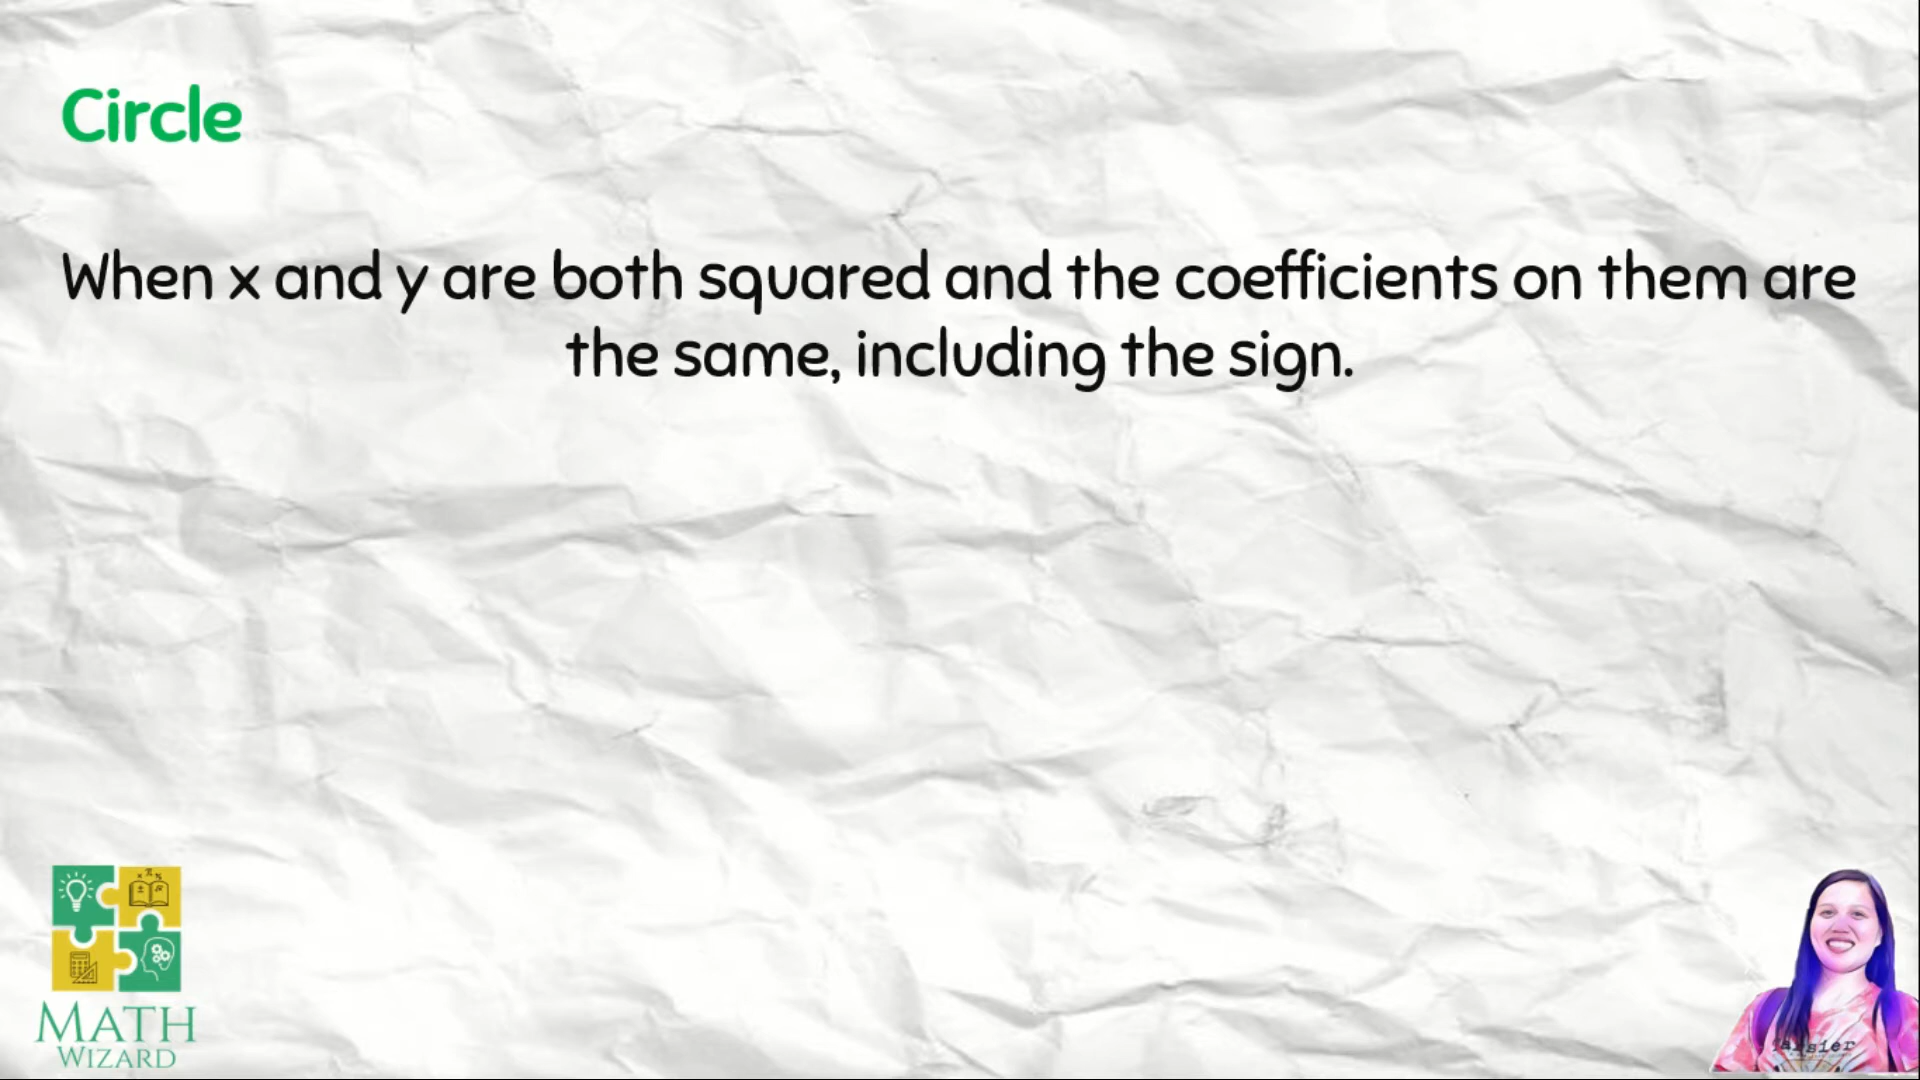 Circle
When x and y are both squared and the coefficients on them are
the same, including the sign.
MATH
WIZARD